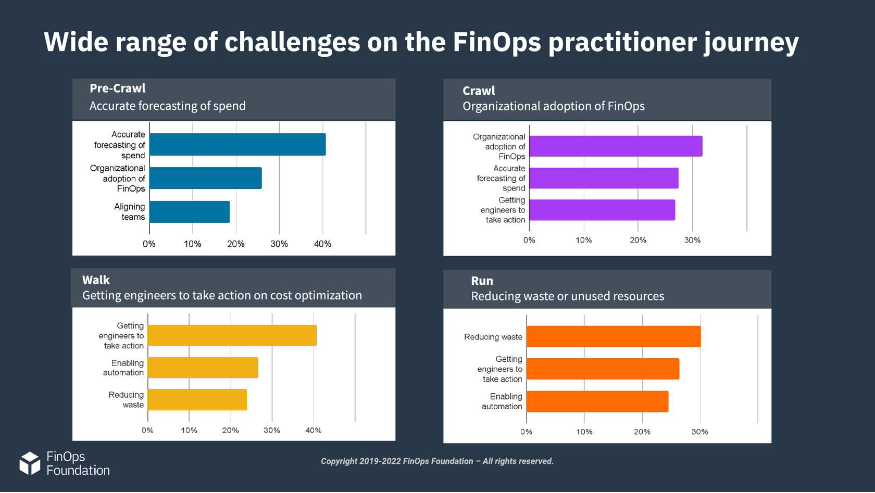 Wide range of challenges on the FinOps practitioner journey
Pre-Crawl
Accurate forecasting of spend
Accurate
forecasting of
spend
Organizational
adoption of
FinOps
Aligning
teams
0% 10% 20% 30% 40%
Crawl
Organizational adoption of FinOps
Organizational
adoption of
FinOps
Accurate
forecasting of
spend
Getting
engineers to
take action
0% 10% 20% 30%
Walk
Getting engineers to take action on cost optimization
Getting
engineers to
take action
Enabling
automation
Reducing
waste
0% 10% 20% 30% 40%
Run
Reducing waste or unused resources
Reducing waste
Getting
engineers to
take action
Enabling
automation
0% 10% 20% 30%
FinOps
Foundation
Copyright 2019-2022 FinOps Foundation – All rights reserved.